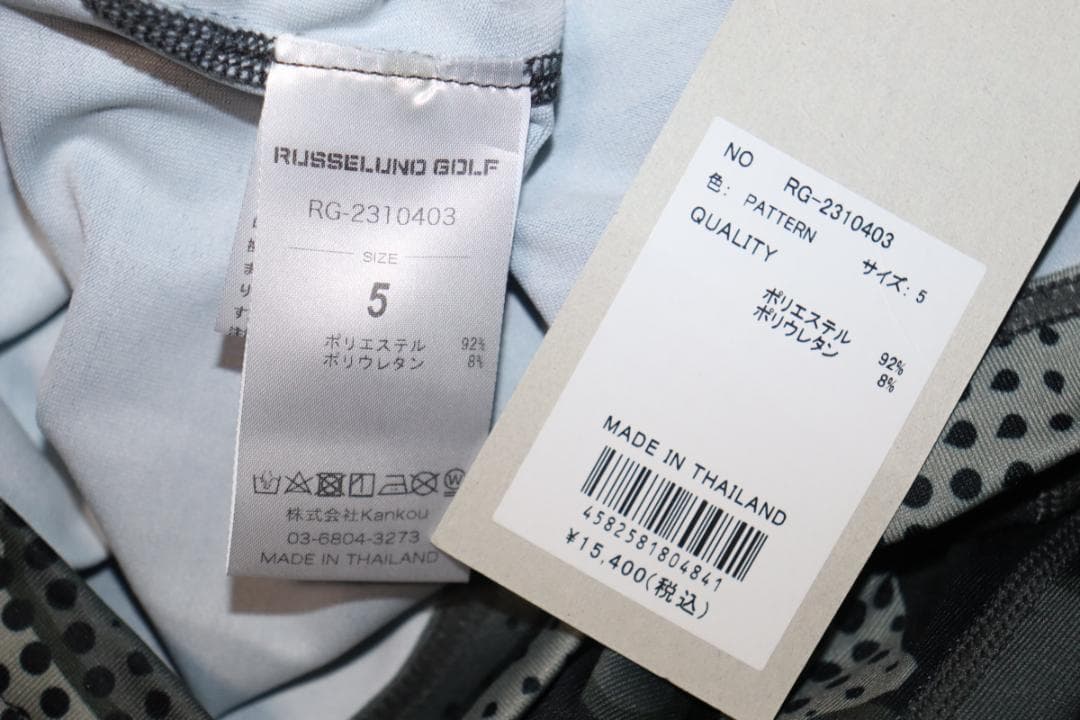 RUSSELUNO GOLF
RG-2310403
SIZE
5
ポリエステル 92%
ポリウレタン 8%
株式会社Kankou
03-6804-3273
MADE IN THAILAND
NO RG-2310403
色: PATTERN サイズ: 5
QUALITY
ポリエステル 92%
ポリウレタン 8%
MADE IN THAILAND
4582581804841
¥15,400(税込)